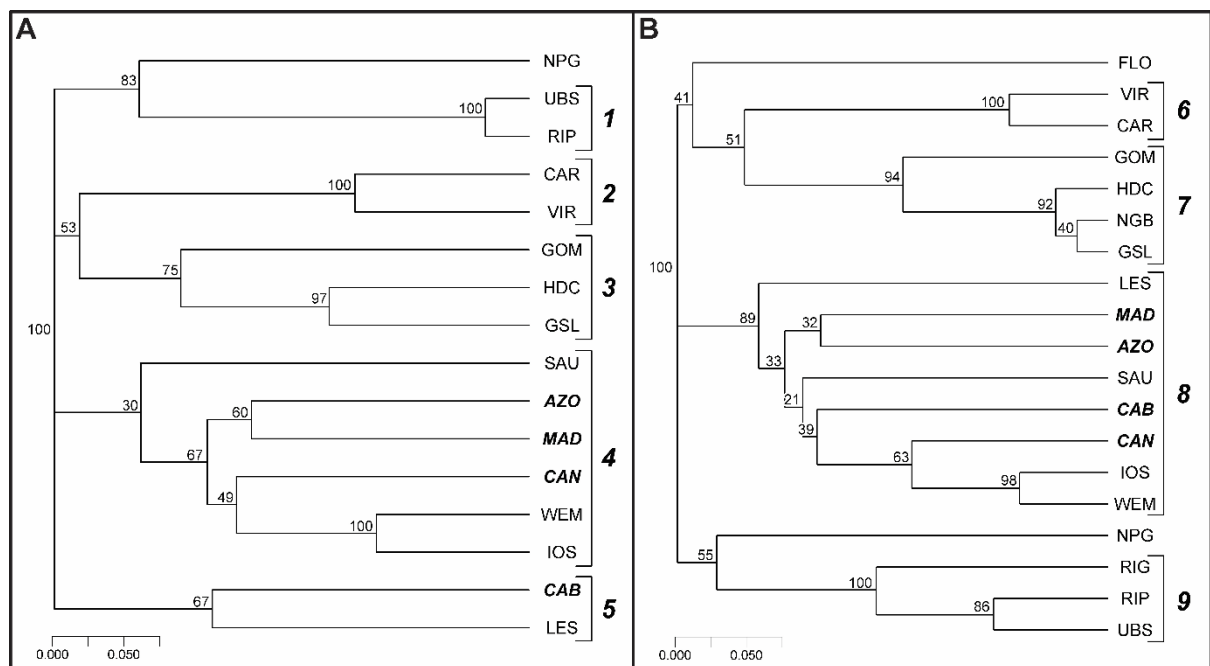 A
NPG
83
UBS
1
100
RIP
CAR
2
100
VIR
53
GOM
3
75
HDC
97
GSL
100
SAU
4
AZO
30
60
MAD
67
CAN
49
WEM
100
IOS
CAB
5
67
LES
0.000 0.050
B
FLO
41
VIR
6
100
CAR
51
GOM
7
94
HDC
92
NGB
40
GSL
100
LES
8
89
MAD
32
AZO
33
SAU
21
CAB
39
CAN
63
IOS
98
WEM
NPG
55
RIG
9
100
RIP
86
UBS
0.000 0.050